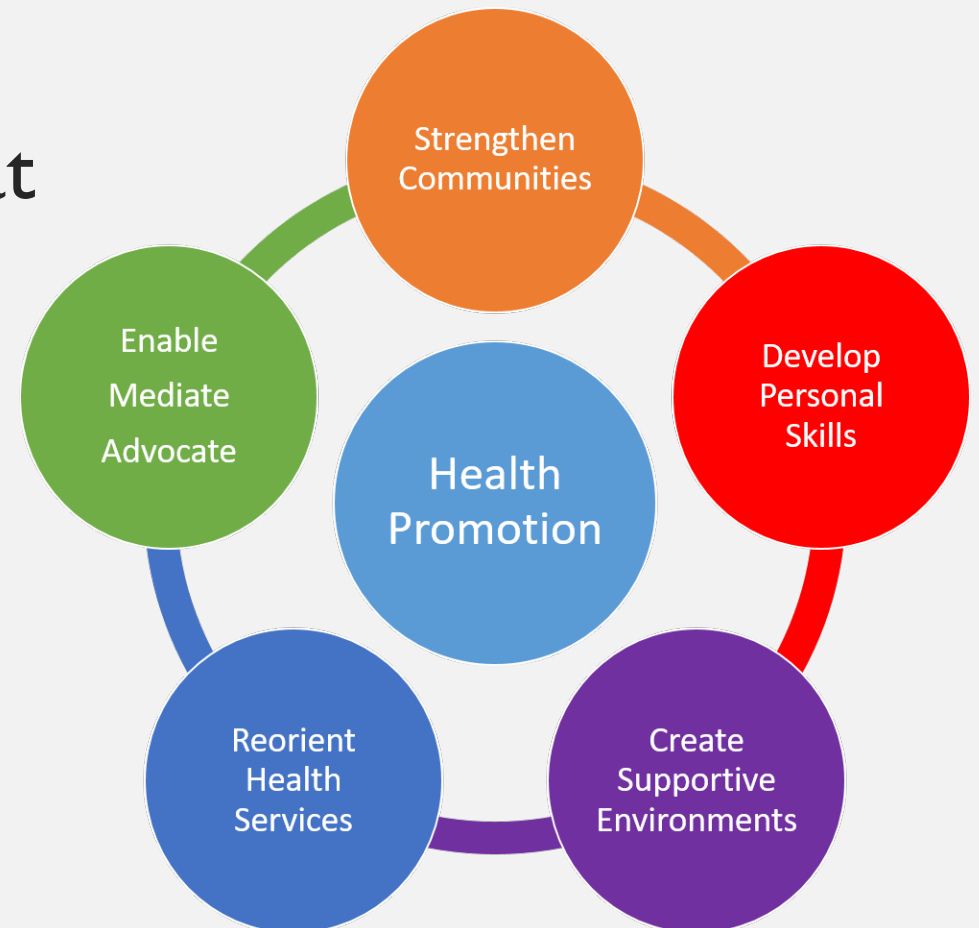 Strengthen
Communities
Enable
Mediate
Advocate
Develop
Personal
Skills
Health
Promotion
Reorient
Health
Services
Create
Supportive
Environments